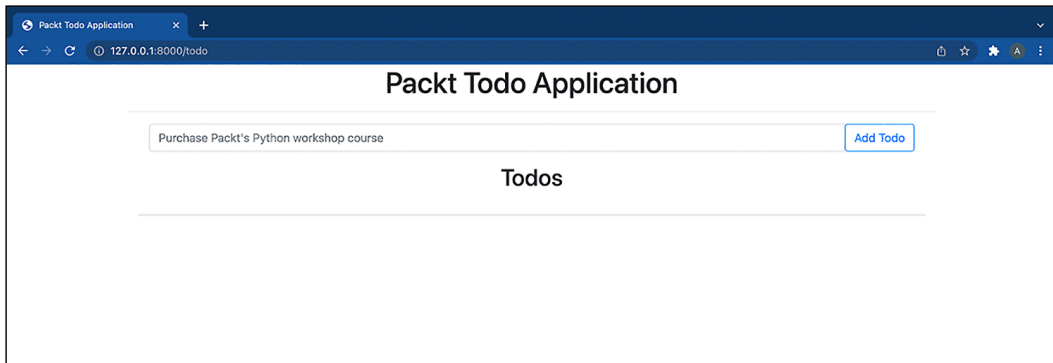 Packt Todo Application
127.0.0.1:8000/todo
A
Packt Todo Application
Purchase Packt's Python workshop course
Add Todo
Todos